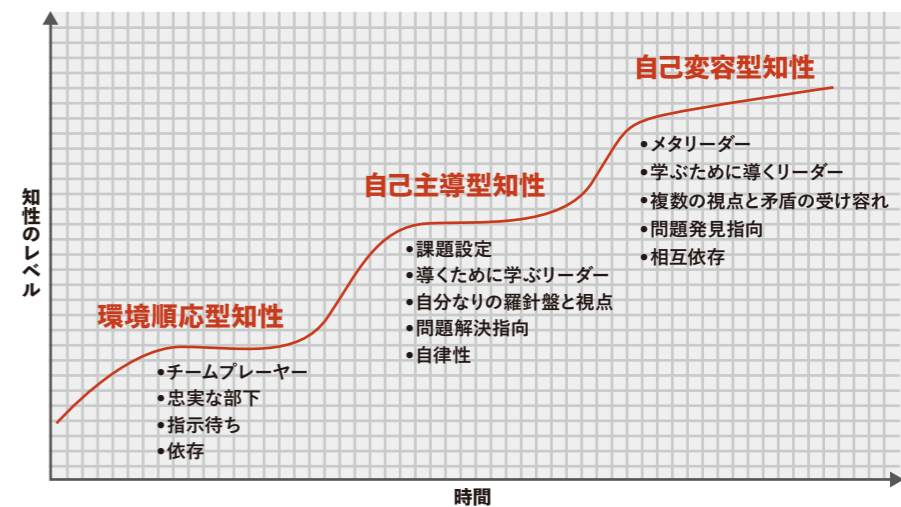 自己変容型知性
•メタリーダー
•学ぶために導くリーダー
•複数の視点と矛盾の受け容れ
•問題発見指向
•相互依存
自己主導型知性
•課題設定
•導くために学ぶリーダー
•自分なりの羅針盤と視点
•問題解決指向
•自律性
環境順応型知性
•チームプレーヤー
•忠実な部下
•指示待ち
•依存
知性のレベル
時間